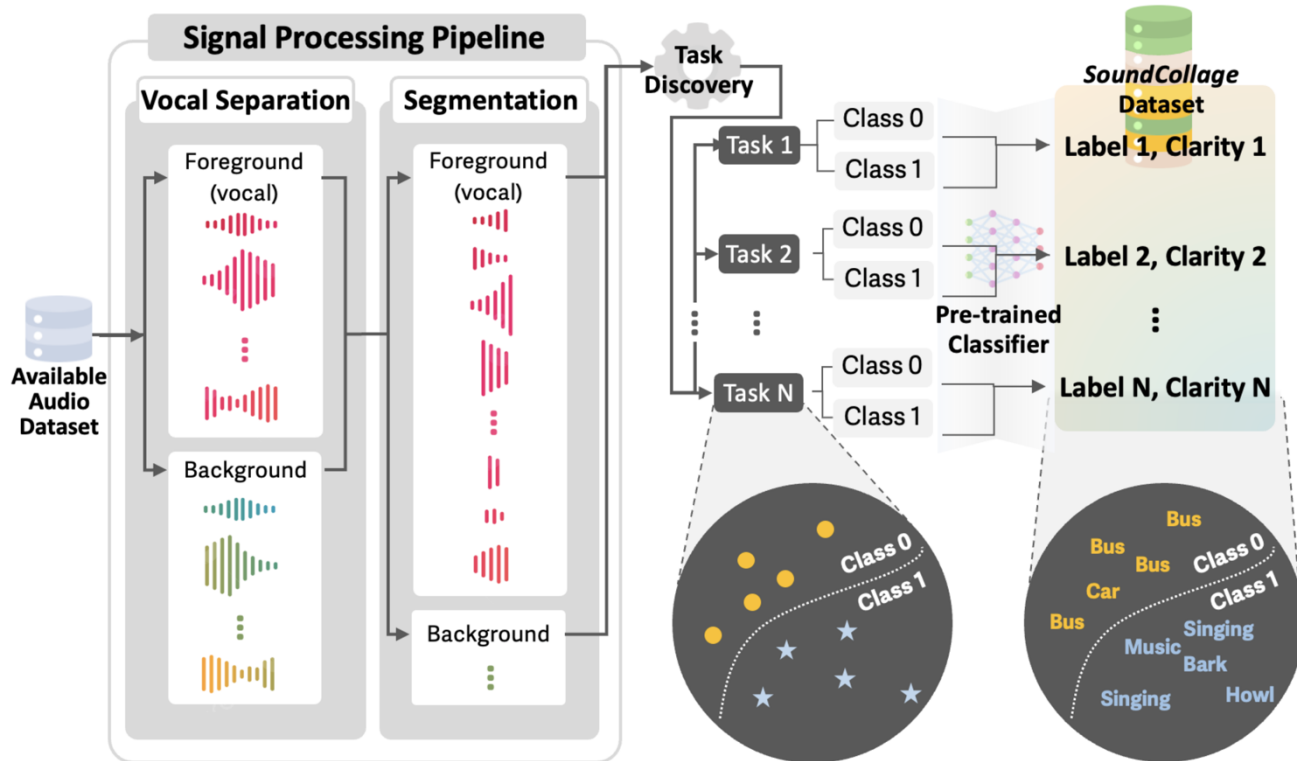 Signal Processing Pipeline
Vocal Separation
Segmentation
Foreground
(vocal)
Background
Foreground
(vocal)
Background
Available
Audio
Dataset
Task
Discovery
Task 1
Class 0
Class 1
Task 2
Class 0
Class 1
Task N
Class 0
Class 1
Pre-trained
Classifier
SoundCollage
Dataset
Label 1, Clarity 1
Label 2, Clarity 2
Label N, Clarity N
Class 0
Class 1
Bus
Bus
Bus
Car
Bus
Class 0
Class 1
Singing
Music
Bark
Singing
Howl